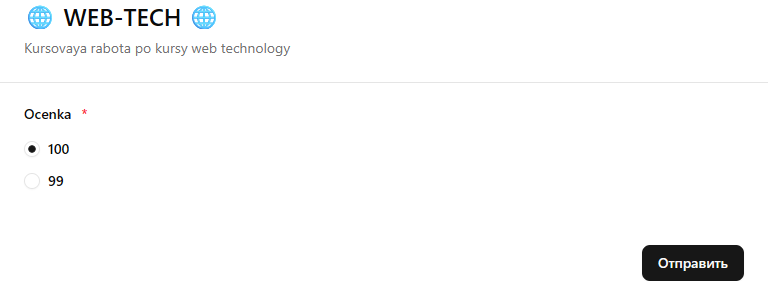 🌐 WEB-TECH 🌐
Kursovaya rabota po kursy web technology
Ocenka *
100
99
Отправить